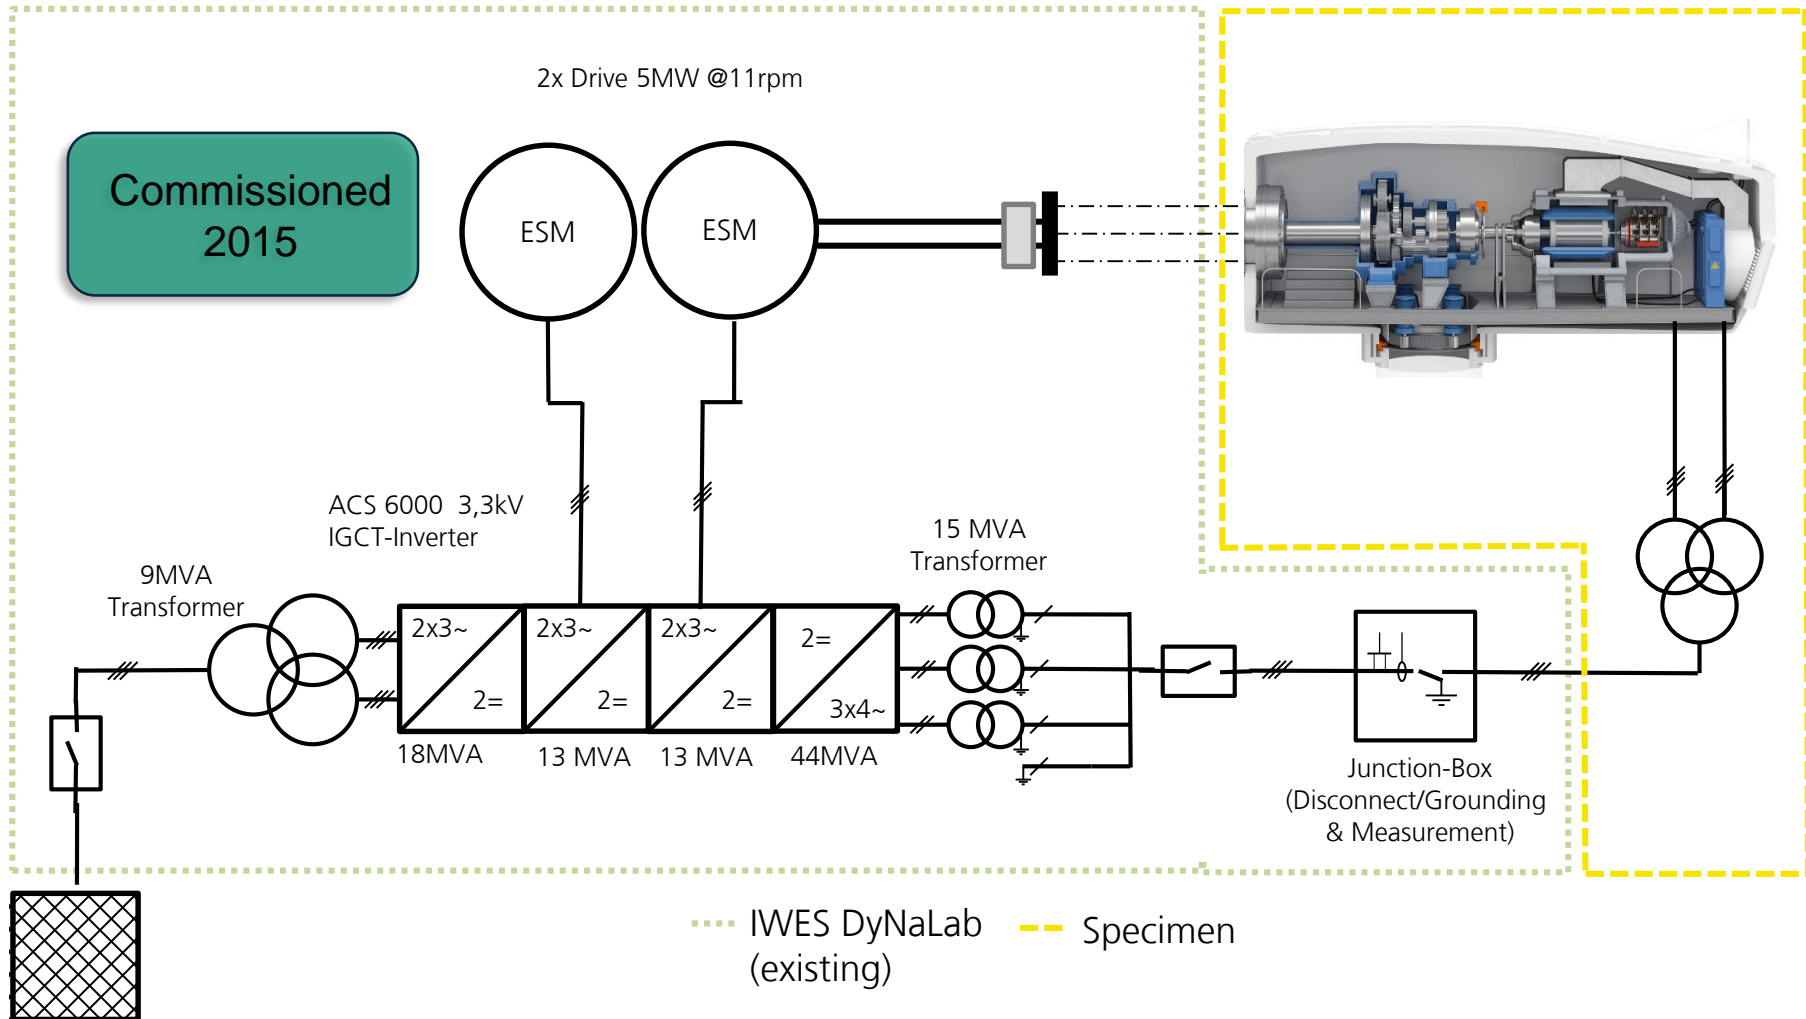 2x Drive 5MW @11rpm
Commissioned
2015
ESM
ESM
ACS 6000  3,3kV
IGCT-Inverter
15 MVA
Transformer
9MVA
Transformer
2x3~
2=
2x3~
2=
2x3~
2=
2=
3x4~
18MVA
13 MVA
13 MVA
44MVA
Junction-Box
(Disconnect/Grounding
& Measurement)
IWES DyNaLab
(existing)
Specimen